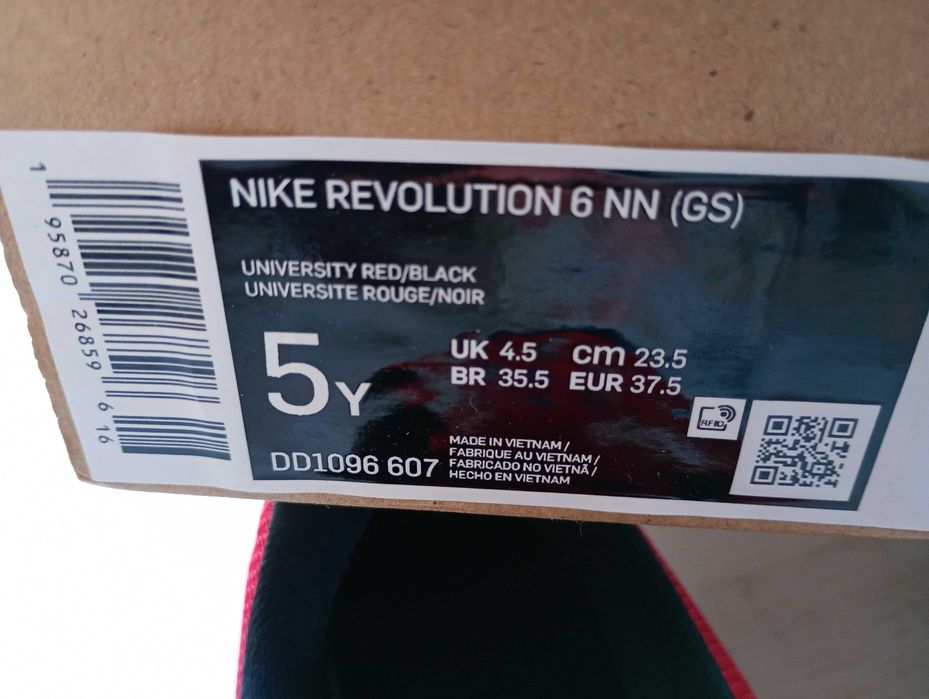 1 95870 26859 6 16
NIKE REVOLUTION 6 NN (GS)
UNIVERSITY RED/BLACK
UNIVERSITE ROUGE/NOIR
5Y
UK 4.5 cm 23.5
BR 35.5 EUR 37.5
RFID
DD1096 607
MADE IN VIETNAM /
FABRIQUE AU VIETNAM /
FABRICADO NO VIETNÃ /
HECHO EN VIETNAM